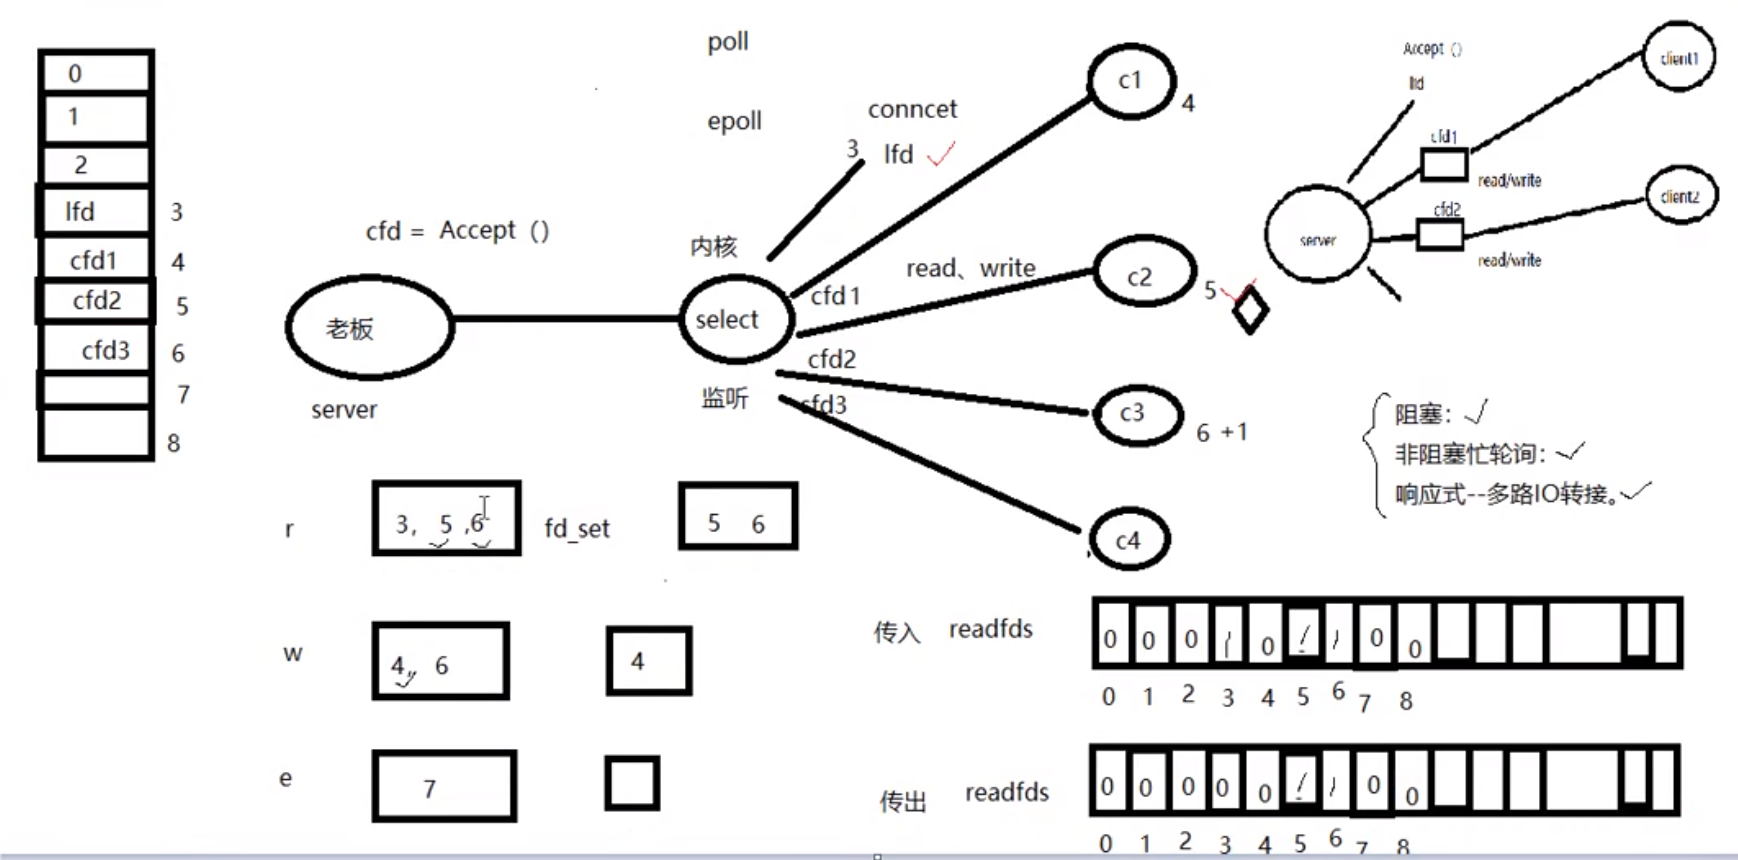 0
1
2
lfd 3
cfd1 4
cfd2 5
cfd3 6
7
8
cfd = Accept ()
老板
server
poll
epoll
conncet
3 lfd
内核
select
监听
cfd1
read、write
cfd2
cfd3
c1
4
c2
5
c3
6 +1
c4
Accept ()
lfd
cfd1
read/write
cfd2
read/write
server
client1
client2
阻塞：
非阻塞忙轮询：
响应式--多路IO转接。
r 3, 5 ,6 fd_set 5 6
w 4,, 6 4
e 7
传入 readfds 0 0 0 1 0 1 1 0 0
0 1 2 3 4 5 6 7 8
传出 readfds 0 0 0 0 0 1 1 0 0
0 1 2 3 4 5 6 7 8